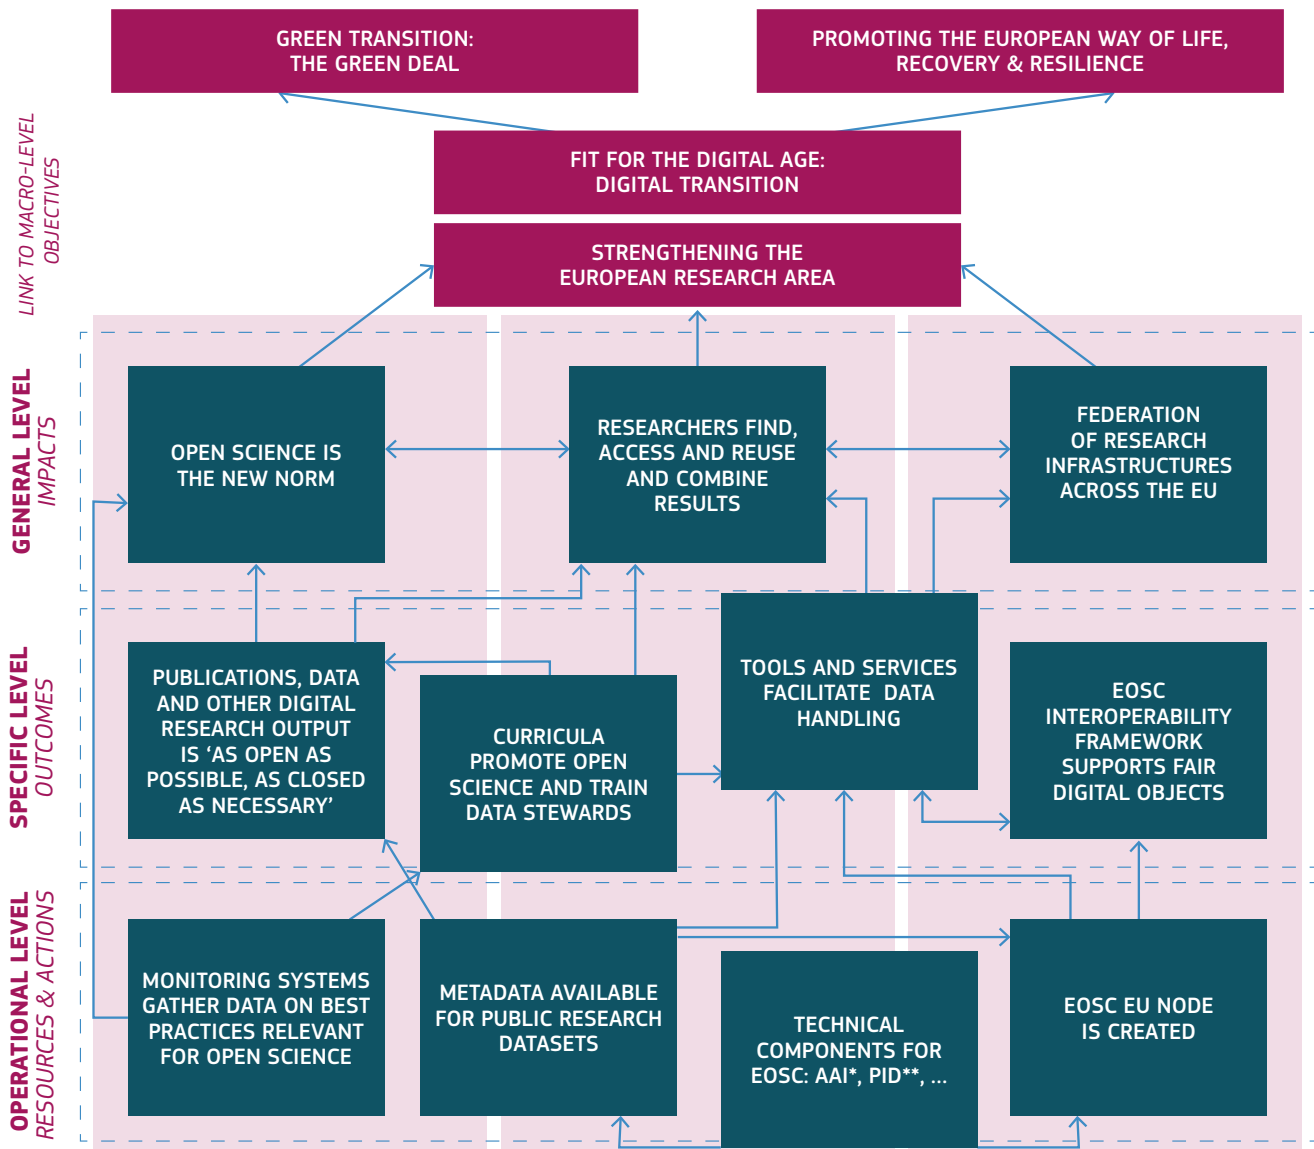 GREEN TRANSITION:
THE GREEN DEAL
PROMOTING THE EUROPEAN WAY OF LIFE,
RECOVERY & RESILIENCE
LINK TO MACRO-LEVEL
OBJECTIVES
FIT FOR THE DIGITAL AGE:
DIGITAL TRANSITION
STRENGTHENING THE
EUROPEAN RESEARCH AREA
GENERAL LEVEL
IMPACTS
OPEN SCIENCE IS
THE NEW NORM
RESEARCHERS FIND,
ACCESS AND REUSE
AND COMBINE
RESULTS
FEDERATION
OF RESEARCH
INFRASTRUCTURES
ACROSS THE EU
SPECIFIC LEVEL
OUTCOMES
PUBLICATIONS, DATA
AND OTHER DIGITAL
RESEARCH OUTPUT
IS ‘AS OPEN AS
POSSIBLE, AS CLOSED
AS NECESSARY’
CURRICULA
PROMOTE OPEN
SCIENCE AND TRAIN
DATA STEWARDS
TOOLS AND SERVICES
FACILITATE DATA
HANDLING
EOSC
INTEROPERABILITY
FRAMEWORK
SUPPORTS FAIR
DIGITAL OBJECTS
OPERATIONAL LEVEL
RESOURCES & ACTIONS
MONITORING SYSTEMS
GATHER DATA ON BEST
PRACTICES RELEVANT
FOR OPEN SCIENCE
METADATA AVAILABLE
FOR PUBLIC RESEARCH
DATASETS
TECHNICAL
COMPONENTS FOR
EOSC: AAI*, PID**, ...
EOSC EU NODE
IS CREATED